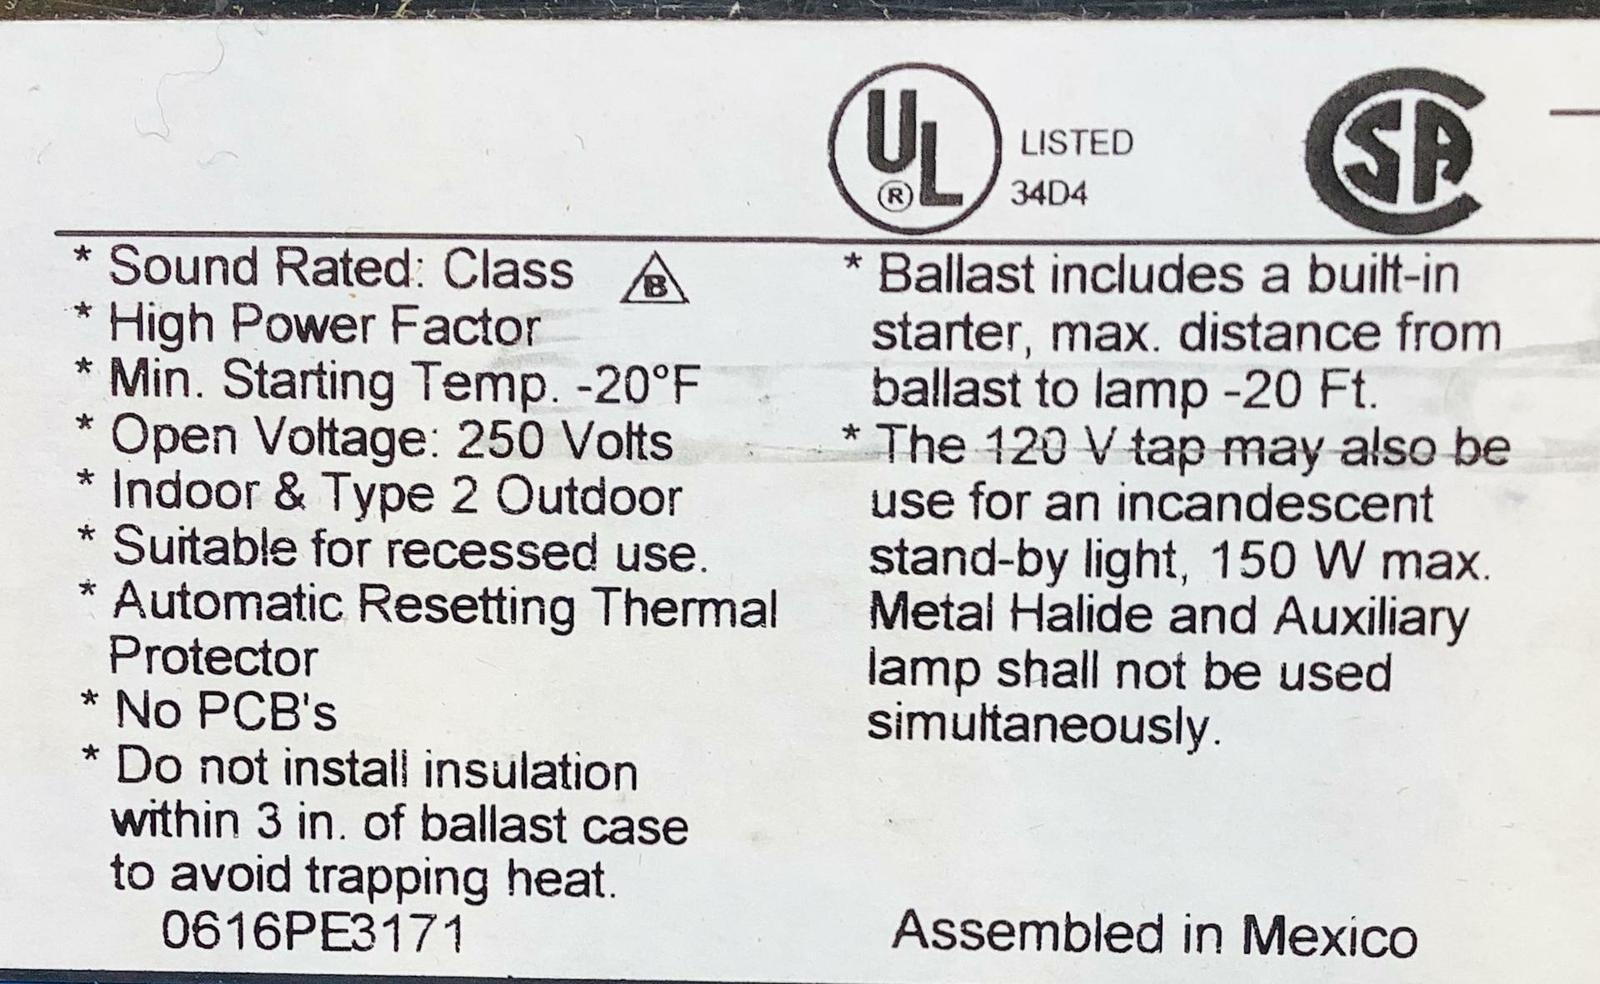 UL
®
LISTED
34D4
CSA
* Sound Rated: Class B
* High Power Factor
* Min. Starting Temp. -20°F
* Open Voltage: 250 Volts
* Indoor & Type 2 Outdoor
* Suitable for recessed use.
* Automatic Resetting Thermal
Protector
* No PCB's
* Do not install insulation
within 3 in. of ballast case
to avoid trapping heat.
0616PE3171
* Ballast includes a built-in
starter, max. distance from
ballast to lamp -20 Ft.
* The 120 V tap may also be
use for an incandescent
stand-by light, 150 W max.
Metal Halide and Auxiliary
lamp shall not be used
simultaneously.
Assembled in Mexico